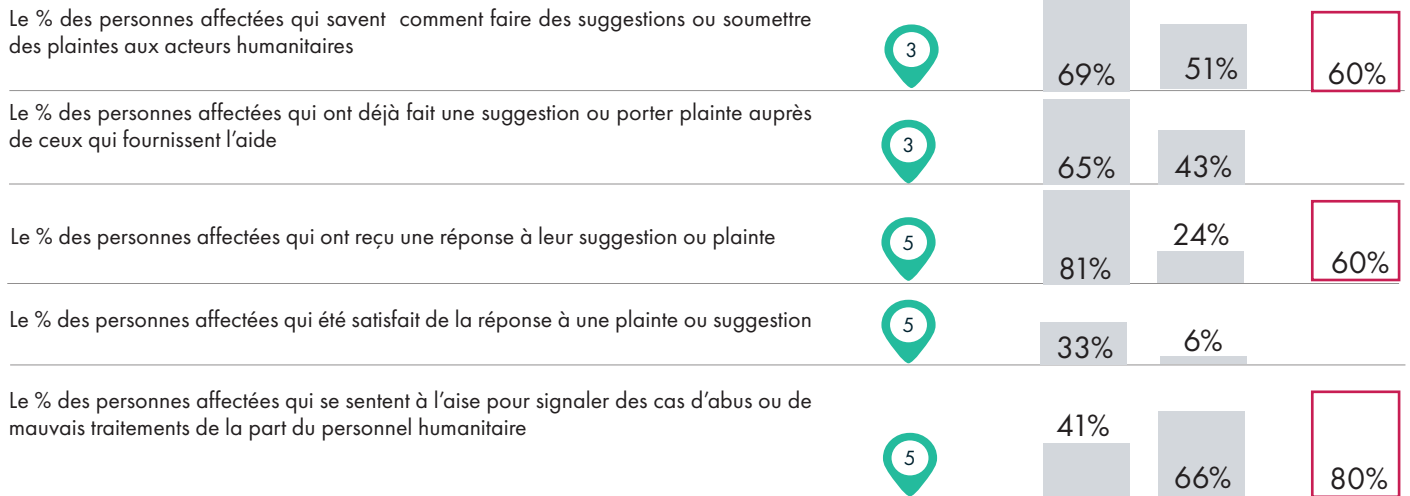 Le % des personnes affectées qui savent comment faire des suggestions ou soumettre
des plaintes aux acteurs humanitaires
3
69%
51%
60%
Le % des personnes affectées qui ont déjà fait une suggestion ou porter plainte auprès
de ceux qui fournissent l’aide
3
65%
43%
Le % des personnes affectées qui ont reçu une réponse à leur suggestion ou plainte
5
81%
24%
60%
Le % des personnes affectées qui été satisfait de la réponse à une plainte ou suggestion
5
33%
6%
Le % des personnes affectées qui se sentent à l’aise pour signaler des cas d’abus ou de
mauvais traitements de la part du personnel humanitaire
5
41%
66%
80%